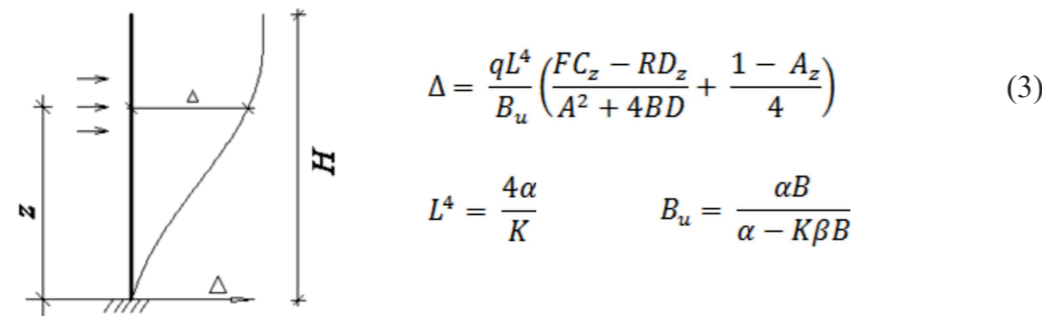 Δ = qL⁴/B_u (FC_z − RD_z / A² + 4BD + 1 − A_z / 4) (3)
Δ
H
z
L⁴ = 4α/K B_u = αB / α − KβB
Δ